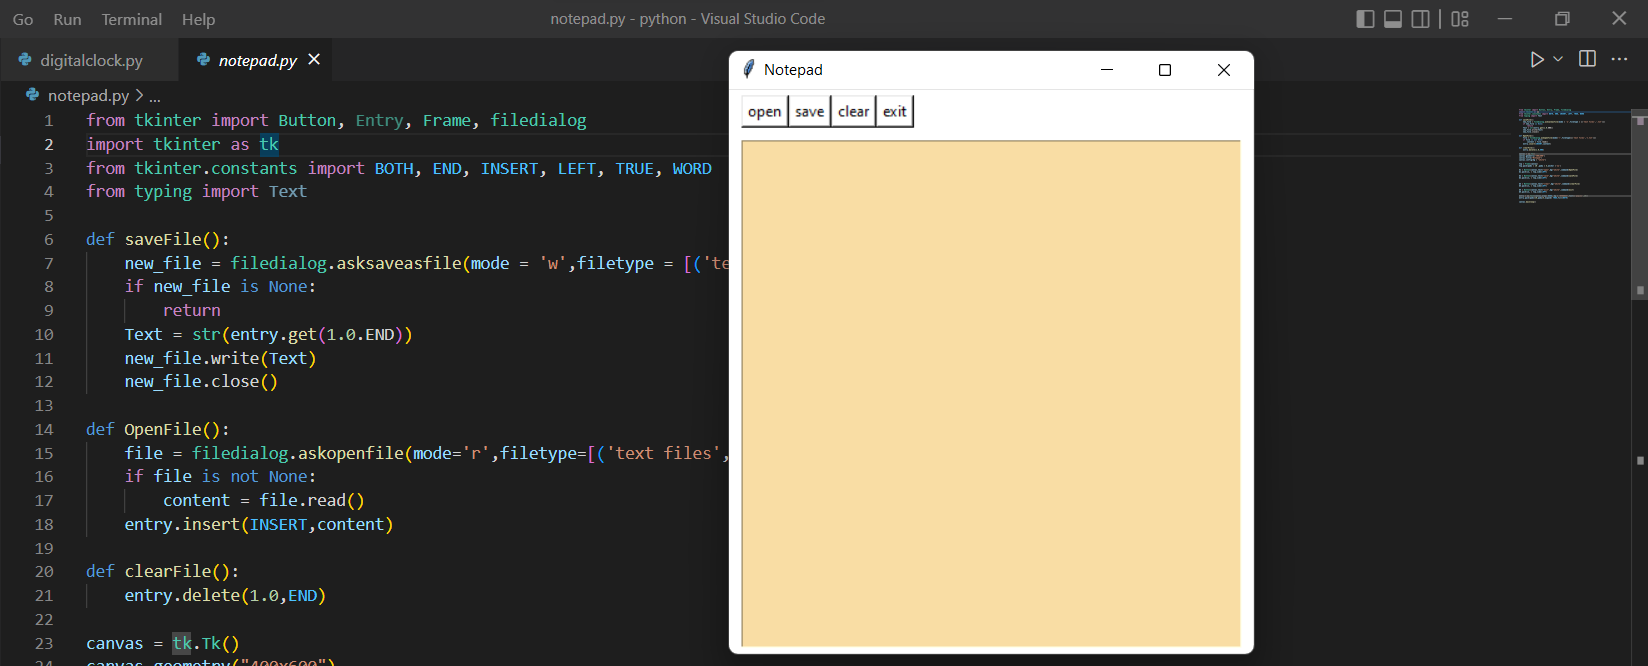 Go Run Terminal Help
notepad.py - python - Visual Studio Code
digitalclock.py
notepad.py
notepad.py > ...
1 from tkinter import Button, Entry, Frame, filedialog
2 import tkinter as tk
3 from tkinter.constants import BOTH, END, INSERT, LEFT, TRUE, WORD
4 from typing import Text
5
6 def saveFile():
7 new_file = filedialog.asksaveasfile(mode = 'w',filetype = [('te
8 if new_file is None:
9 return
10 Text = str(entry.get(1.0.END))
11 new_file.write(Text)
12 new_file.close()
13
14 def OpenFile():
15 file = filedialog.askopenfile(mode='r',filetype=[('text files',
16 if file is not None:
17 content = file.read()
18 entry.insert(INSERT,content)
19
20 def clearFile():
21 entry.delete(1.0,END)
22
23 canvas = tk.Tk()
24 canvas.geometry("400x600")
Notepad
open save clear exit